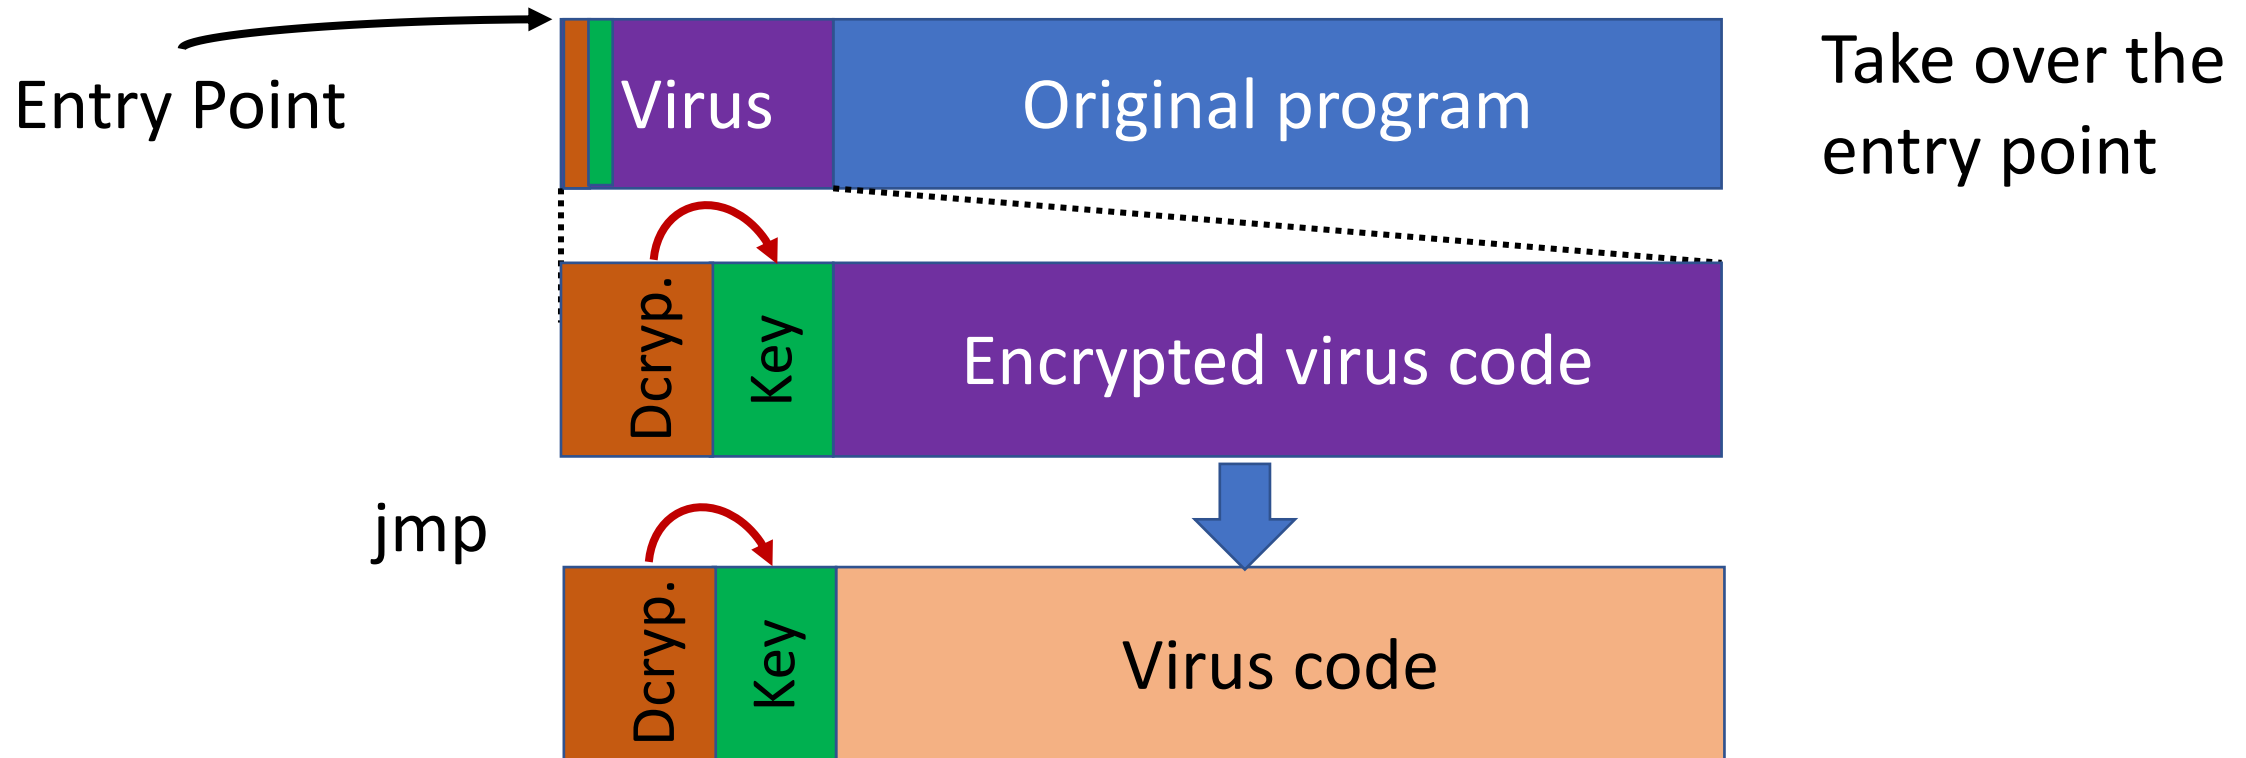 Entry Point
Virus
Original program
Take over the
entry point
Dcryp.
Key
Encrypted virus code
jmp
Dcryp.
Key
Virus code